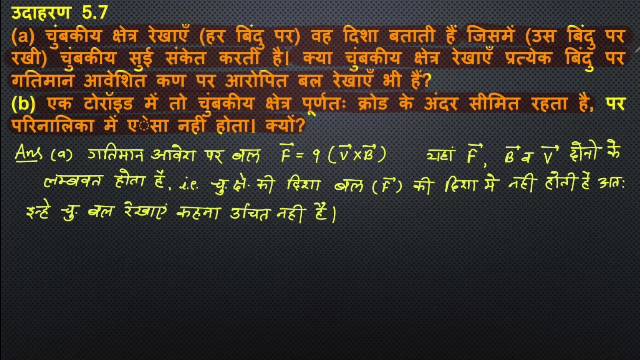 उदाहरण 5.7
(a) चुंबकीय क्षेत्र रेखाएँ (हर बिंदु पर) वह दिशा बताती हैं जिसमें (उस बिंदु पर
रखी) चुंबकीय सुई संकेत करती है। क्या चुंबकीय क्षेत्र रेखाएँ प्रत्येक बिंदु पर
गतिमान आवेशित कण पर आरोपित बल रेखाएँ भी हैं?
(b) एक टोरॉइड में तो चुंबकीय क्षेत्र पूर्णतः क्रोड के अंदर सीमित रहता है, पर
परिनालिका में एेसा नहीं होता। क्यों?
Ans (a) गतिमान आवेश पर बल F⃗ = q (V⃗×B⃗) यहां F⃗, B⃗ व V⃗ दोनो के
लम्बवत होता है, i.e. चु. क्षे. की दिशा बल (F⃗) की दिशा मे नही होती है अतः
इन्हे चु. बल रेखाएं कहना उचित नही है।